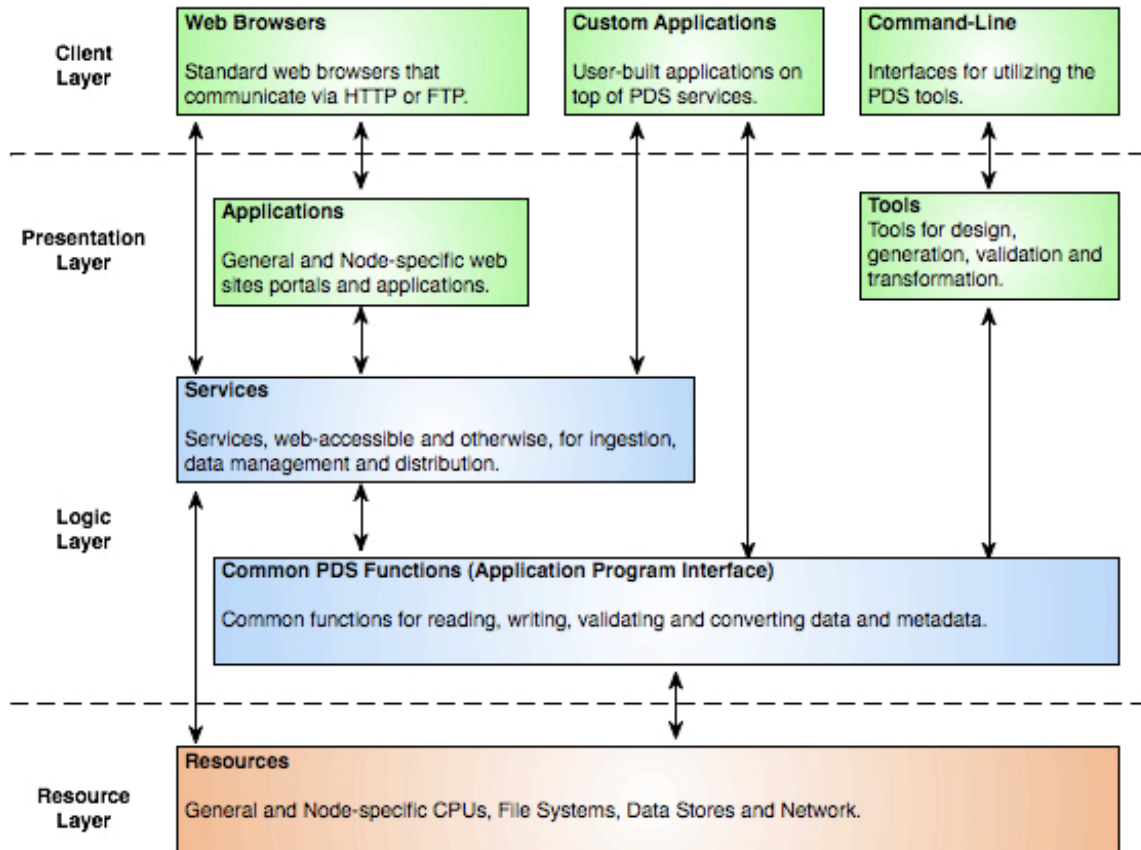 Client
Layer
Web Browsers
Standard web browsers that
communicate via HTTP or FTP.
Custom Applications
User-built applications on
top of PDS services.
Command-Line
Interfaces for utilizing the
PDS tools.
Presentation
Layer
Applications
General and Node-specific web
sites portals and applications.
Tools
Tools for design,
generation, validation and
transformation.
Logic
Layer
Services
Services, web-accessible and otherwise, for ingestion,
data management and distribution.
Common PDS Functions (Application Program Interface)
Common functions for reading, writing, validating and converting data and metadata.
Resource
Layer
Resources
General and Node-specific CPUs, File Systems, Data Stores and Network.